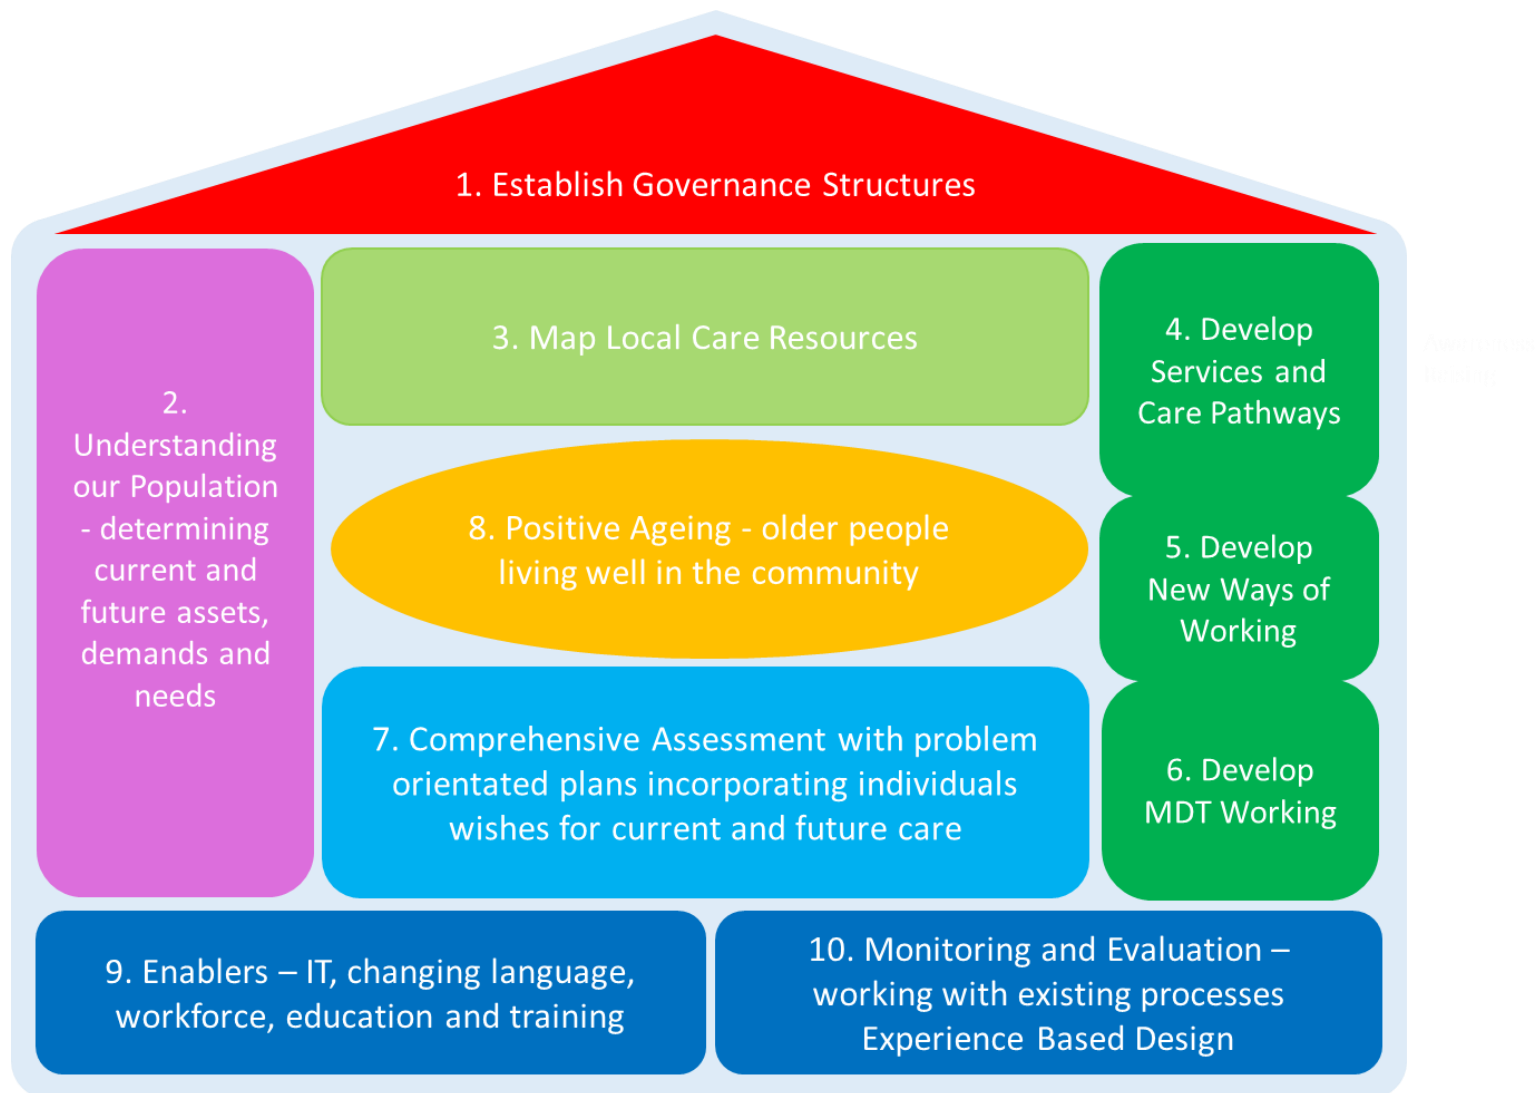 1. Establish Governance Structures
2.
Understanding
our Population
- determining
current and
future assets,
demands and
needs
3. Map Local Care Resources
4. Develop
Services and
Care Pathways
8. Positive Ageing - older people
living well in the community
5. Develop
New Ways of
Working
7. Comprehensive Assessment with problem
orientated plans incorporating individuals
wishes for current and future care
6. Develop
MDT Working
9. Enablers – IT, changing language,
workforce, education and training
10. Monitoring and Evaluation –
working with existing processes
Experience Based Design